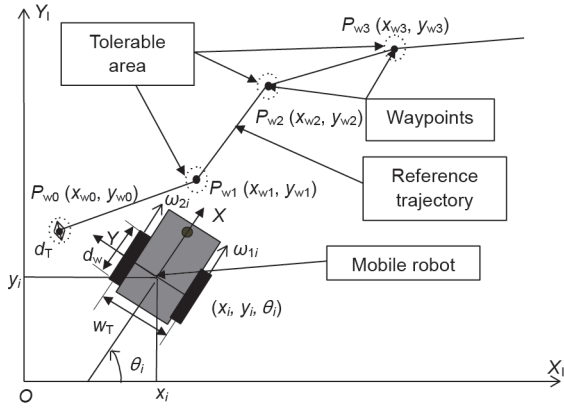 Y_I
P_w3 (x_w3, y_w3)
Tolerable
area
P_w2 (x_w2, y_w2)
Waypoints
Reference
trajectory
P_w0 (x_w0, y_w0)
P_w1 (x_w1, y_w1)
ω_2i
X
d_T
Y
d_w
ω_1i
Mobile robot
y_i
(x_i, y_i, θ_i)
w_T
θ_i
X_I
O
x_i